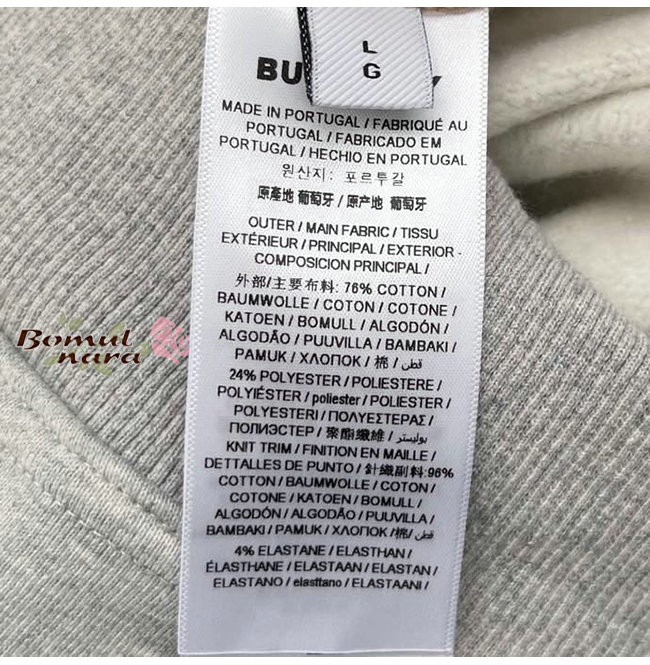 L
G
BU
Y
MADE IN PORTUGAL / FABRIQUÉ AU
PORTUGAL / FABRICADO EM
PORTUGAL / HECHIO EN PORTUGAL
원산지: 포르투갈
原產地 葡萄牙 / 原产地 葡萄牙
OUTER / MAIN FABRIC / TISSU
EXTÉRIEUR / PRINCIPAL / EXTERIOR -
COMPOSICION PRINCIPAL /
外部/主要布料: 76% COTTON /
BAUMWOLLE / COTON / COTONE /
KATOEN / BOMULL / ALGODÓN /
ALGODÃO / PUUVILLA / BAMBAKI /
PAMUK / ХЛОПОК / 棉 / قطن /
24% POLYESTER / POLIESTERE /
POLYIÉSTER / poliester / POLIESTER /
POLYESTERI / ΠΟΛΥΕΣΤΕΡΑΣ /
ПОЛИЭСТЕР / 聚酯纖維 / بوليستر /
KNIT TRIM / FINITION EN MAILLE /
DETTALLES DE PUNTO / 針織副料:96%
COTTON / BAUMWOLLE / COTON /
COTONE / KATOEN / BOMULL /
ALGODÓN / ALGODÃO / PUUVILLA /
BAMBAKI / PAMUK / ХЛОПОК /棉/ قطن /
4% ELASTANE / ELASTHAN /
ÉLASTHANE / ELASTAAN / ELASTAN /
ELASTANO / elasttano / ELASTAANI /
Bomul
nara